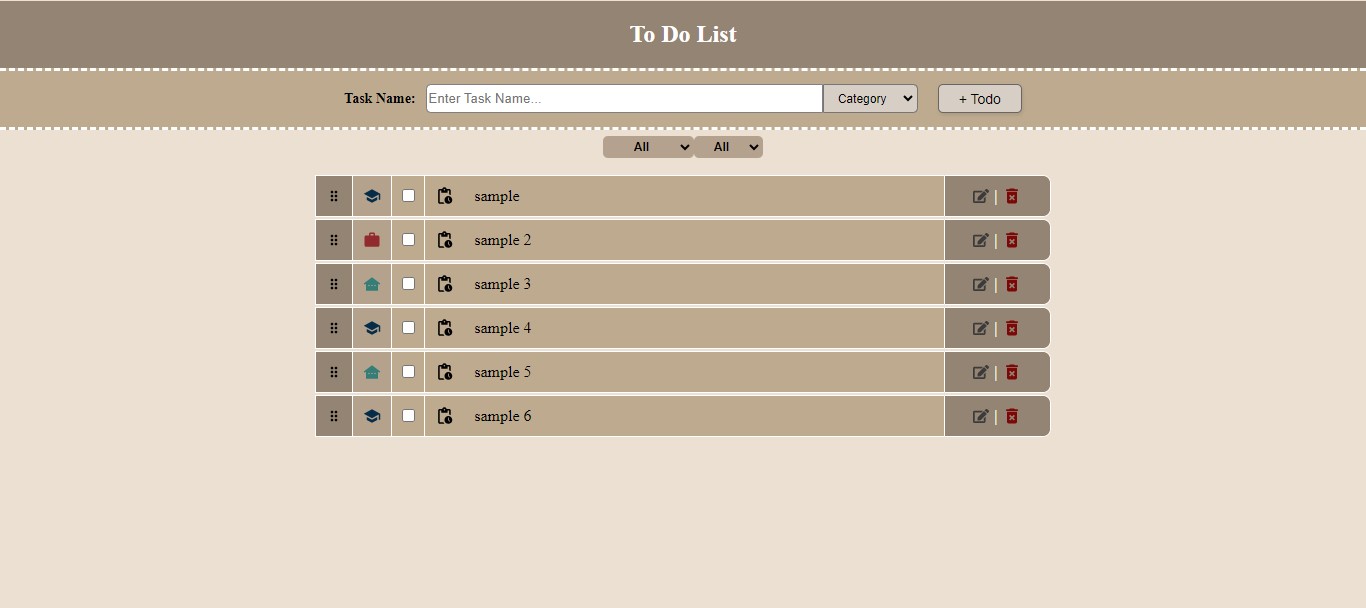 To Do List
Task Name: Enter Task Name... Category + Todo
All All
sample |
sample 2 |
sample 3 |
sample 4 |
sample 5 |
sample 6 |